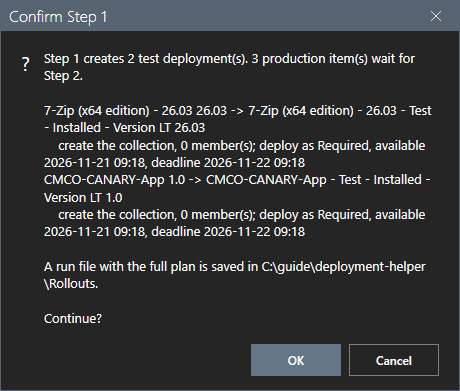 Confirm Step 1
?
Step 1 creates 2 test deployment(s). 3 production item(s) wait for
Step 2.
7-Zip (x64 edition) - 26.03 26.03 -> 7-Zip (x64 edition) - 26.03 - Test
- Installed - Version LT 26.03
create the collection, 0 member(s); deploy as Required, available
2026-11-21 09:18, deadline 2026-11-22 09:18
CMCO-CANARY-App 1.0 -> CMCO-CANARY-App - Test - Installed -
Version LT 1.0
create the collection, 0 member(s); deploy as Required, available
2026-11-21 09:18, deadline 2026-11-22 09:18
A run file with the full plan is saved in C:\guide\deployment-helper
\Rollouts.
Continue?
OK
Cancel